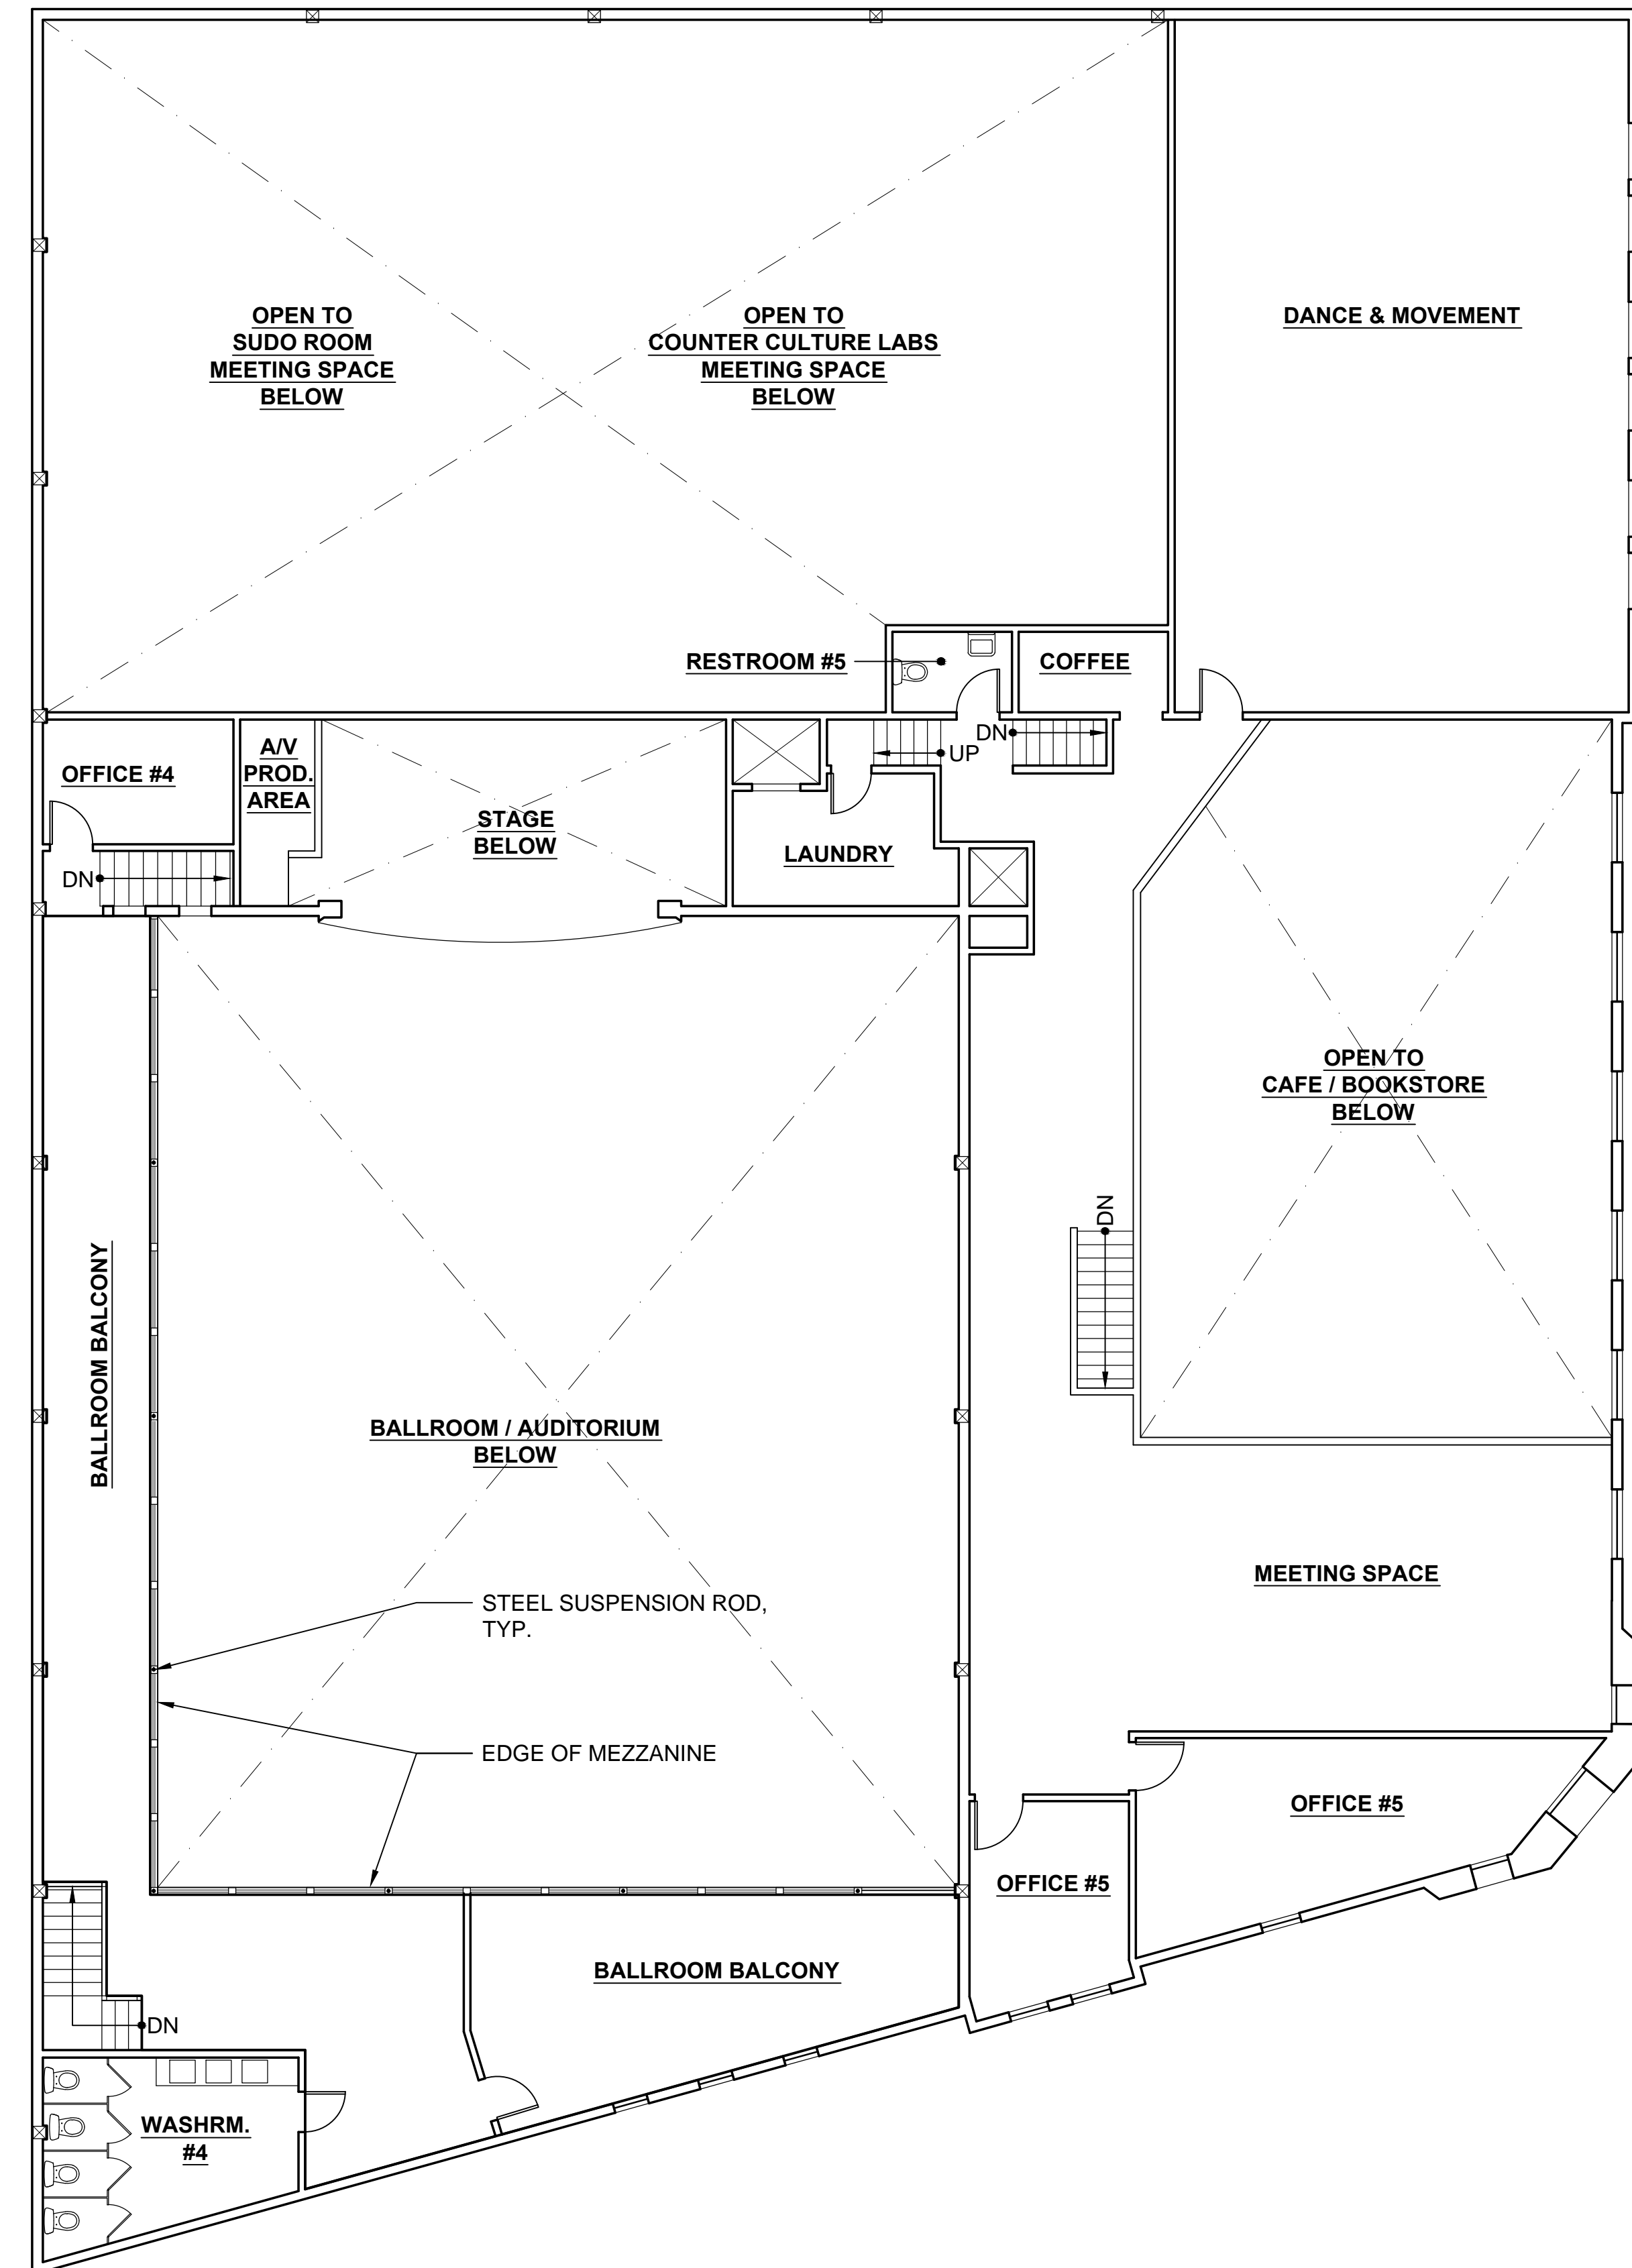 OPEN TO
SUDO ROOM
MEETING SPACE
BELOW
OPEN TO
COUNTER CULTURE LABS
MEETING SPACE
BELOW
DANCE & MOVEMENT
RESTROOM #5
COFFEE
OFFICE #4
A/V
PROD.
AREA
STAGE
BELOW
UP
DN
LAUNDRY
DN
OPEN TO
CAFE / BOOKSTORE
BELOW
DN
BALLROOM BALCONY
BALLROOM / AUDITORIUM
BELOW
MEETING SPACE
STEEL SUSPENSION ROD,
TYP.
EDGE OF MEZZANINE
OFFICE #5
OFFICE #5
BALLROOM BALCONY
DN
WASHRM.
#4